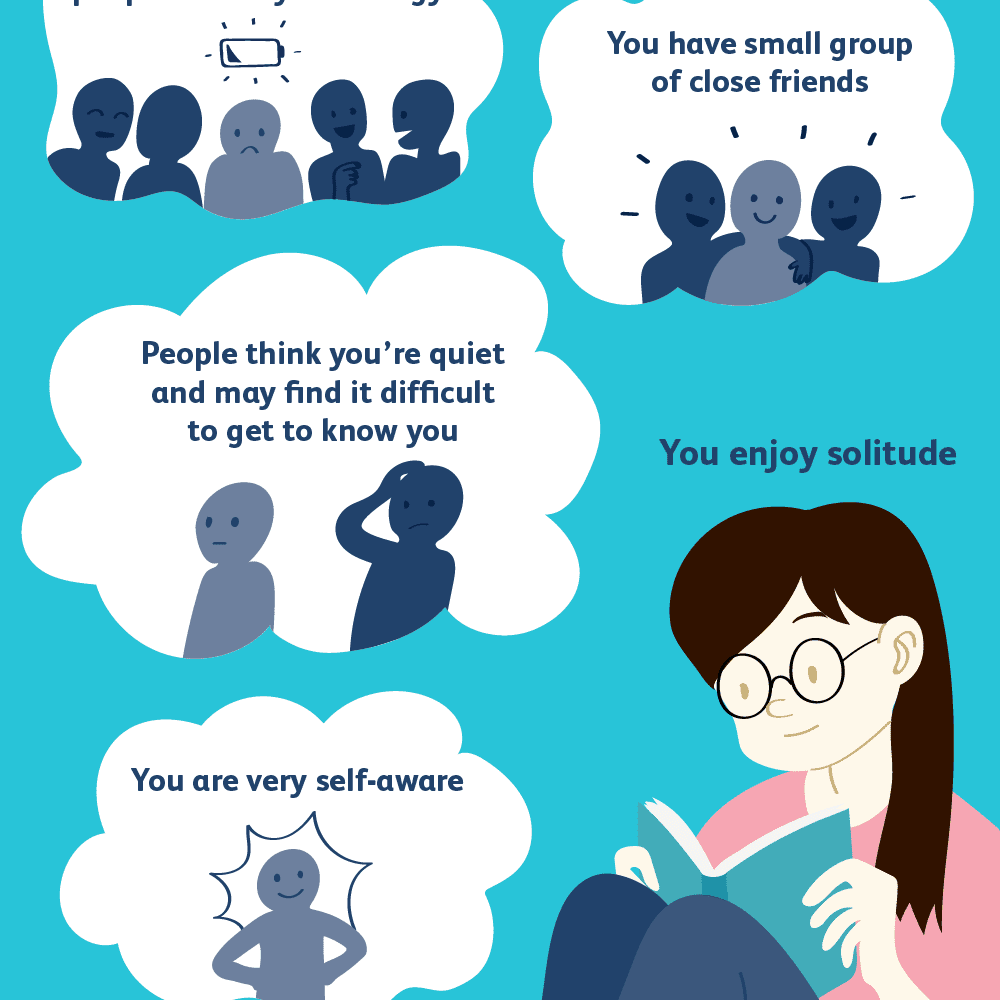 You have small group
of close friends
People think you're quiet
and may find it difficult
to get to know you
You enjoy solitude
You are very self-aware